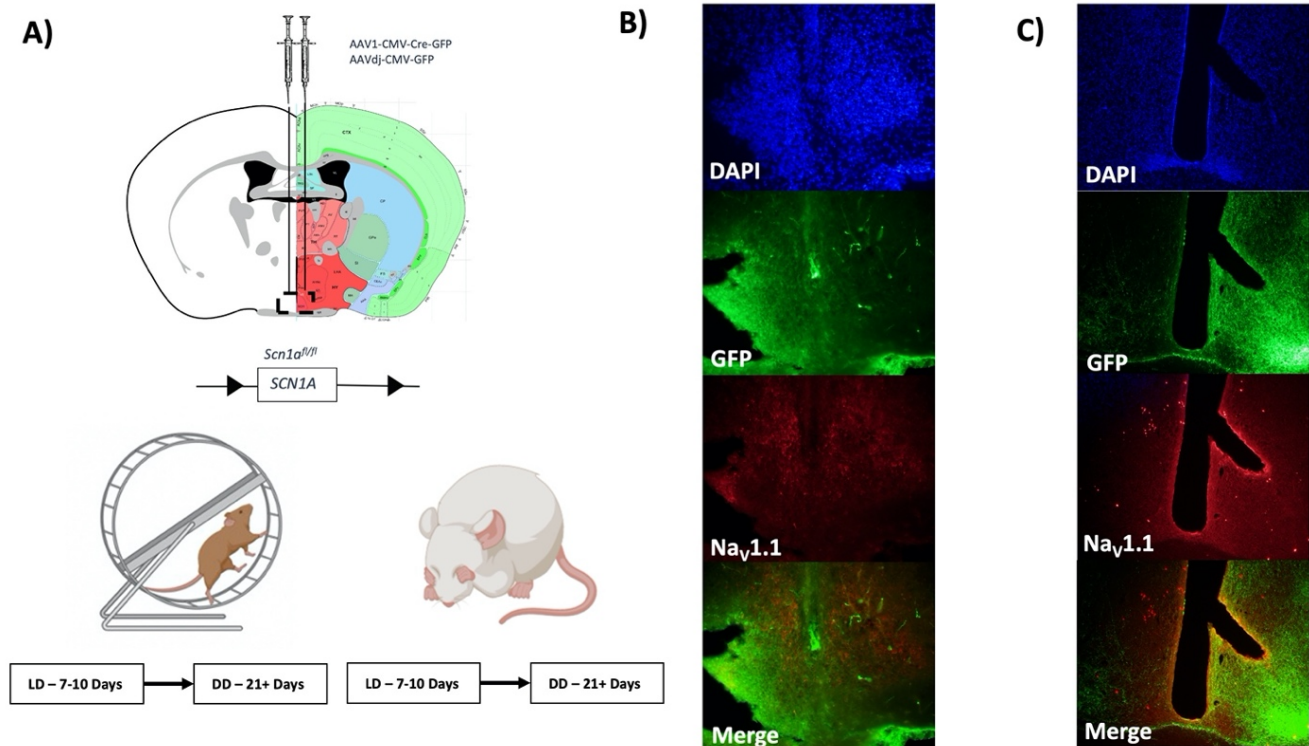 A)
AAV1-CMV-Cre-GFP
AAVdj-CMV-GFP
CTX
CP
Scn1a^fl/fl
SCN1A
LD – 7-10 Days
DD – 21+ Days
LD – 7-10 Days
DD – 21+ Days
B)
DAPI
GFP
NaV1.1
Merge
C)
DAPI
GFP
NaV1.1
Merge